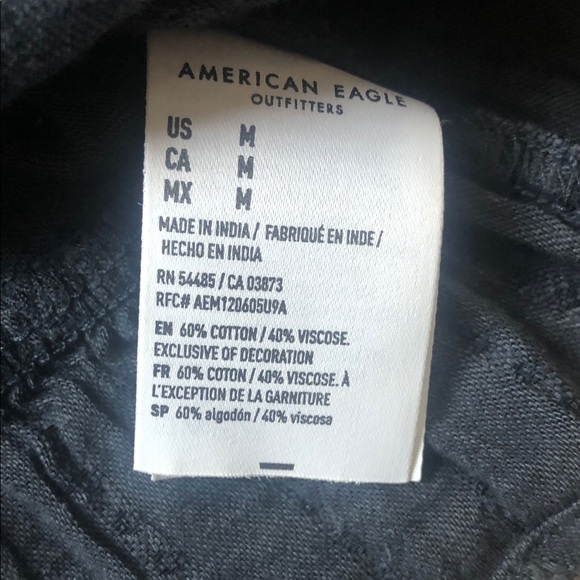 AMERICAN EAGLE
OUTFITTERS
US M
CA M
MX M
MADE IN INDIA / FABRIQUÉ EN INDE /
HECHO EN INDIA
RN 54485 / CA 03873
RFC# AEM120605U9A
EN 60% COTTON / 40% VISCOSE.
EXCLUSIVE OF DECORATION
FR 60% COTON / 40% VISCOSE. À
L'EXCEPTION DE LA GARNITURE
SP 60% algodón / 40% viscosa